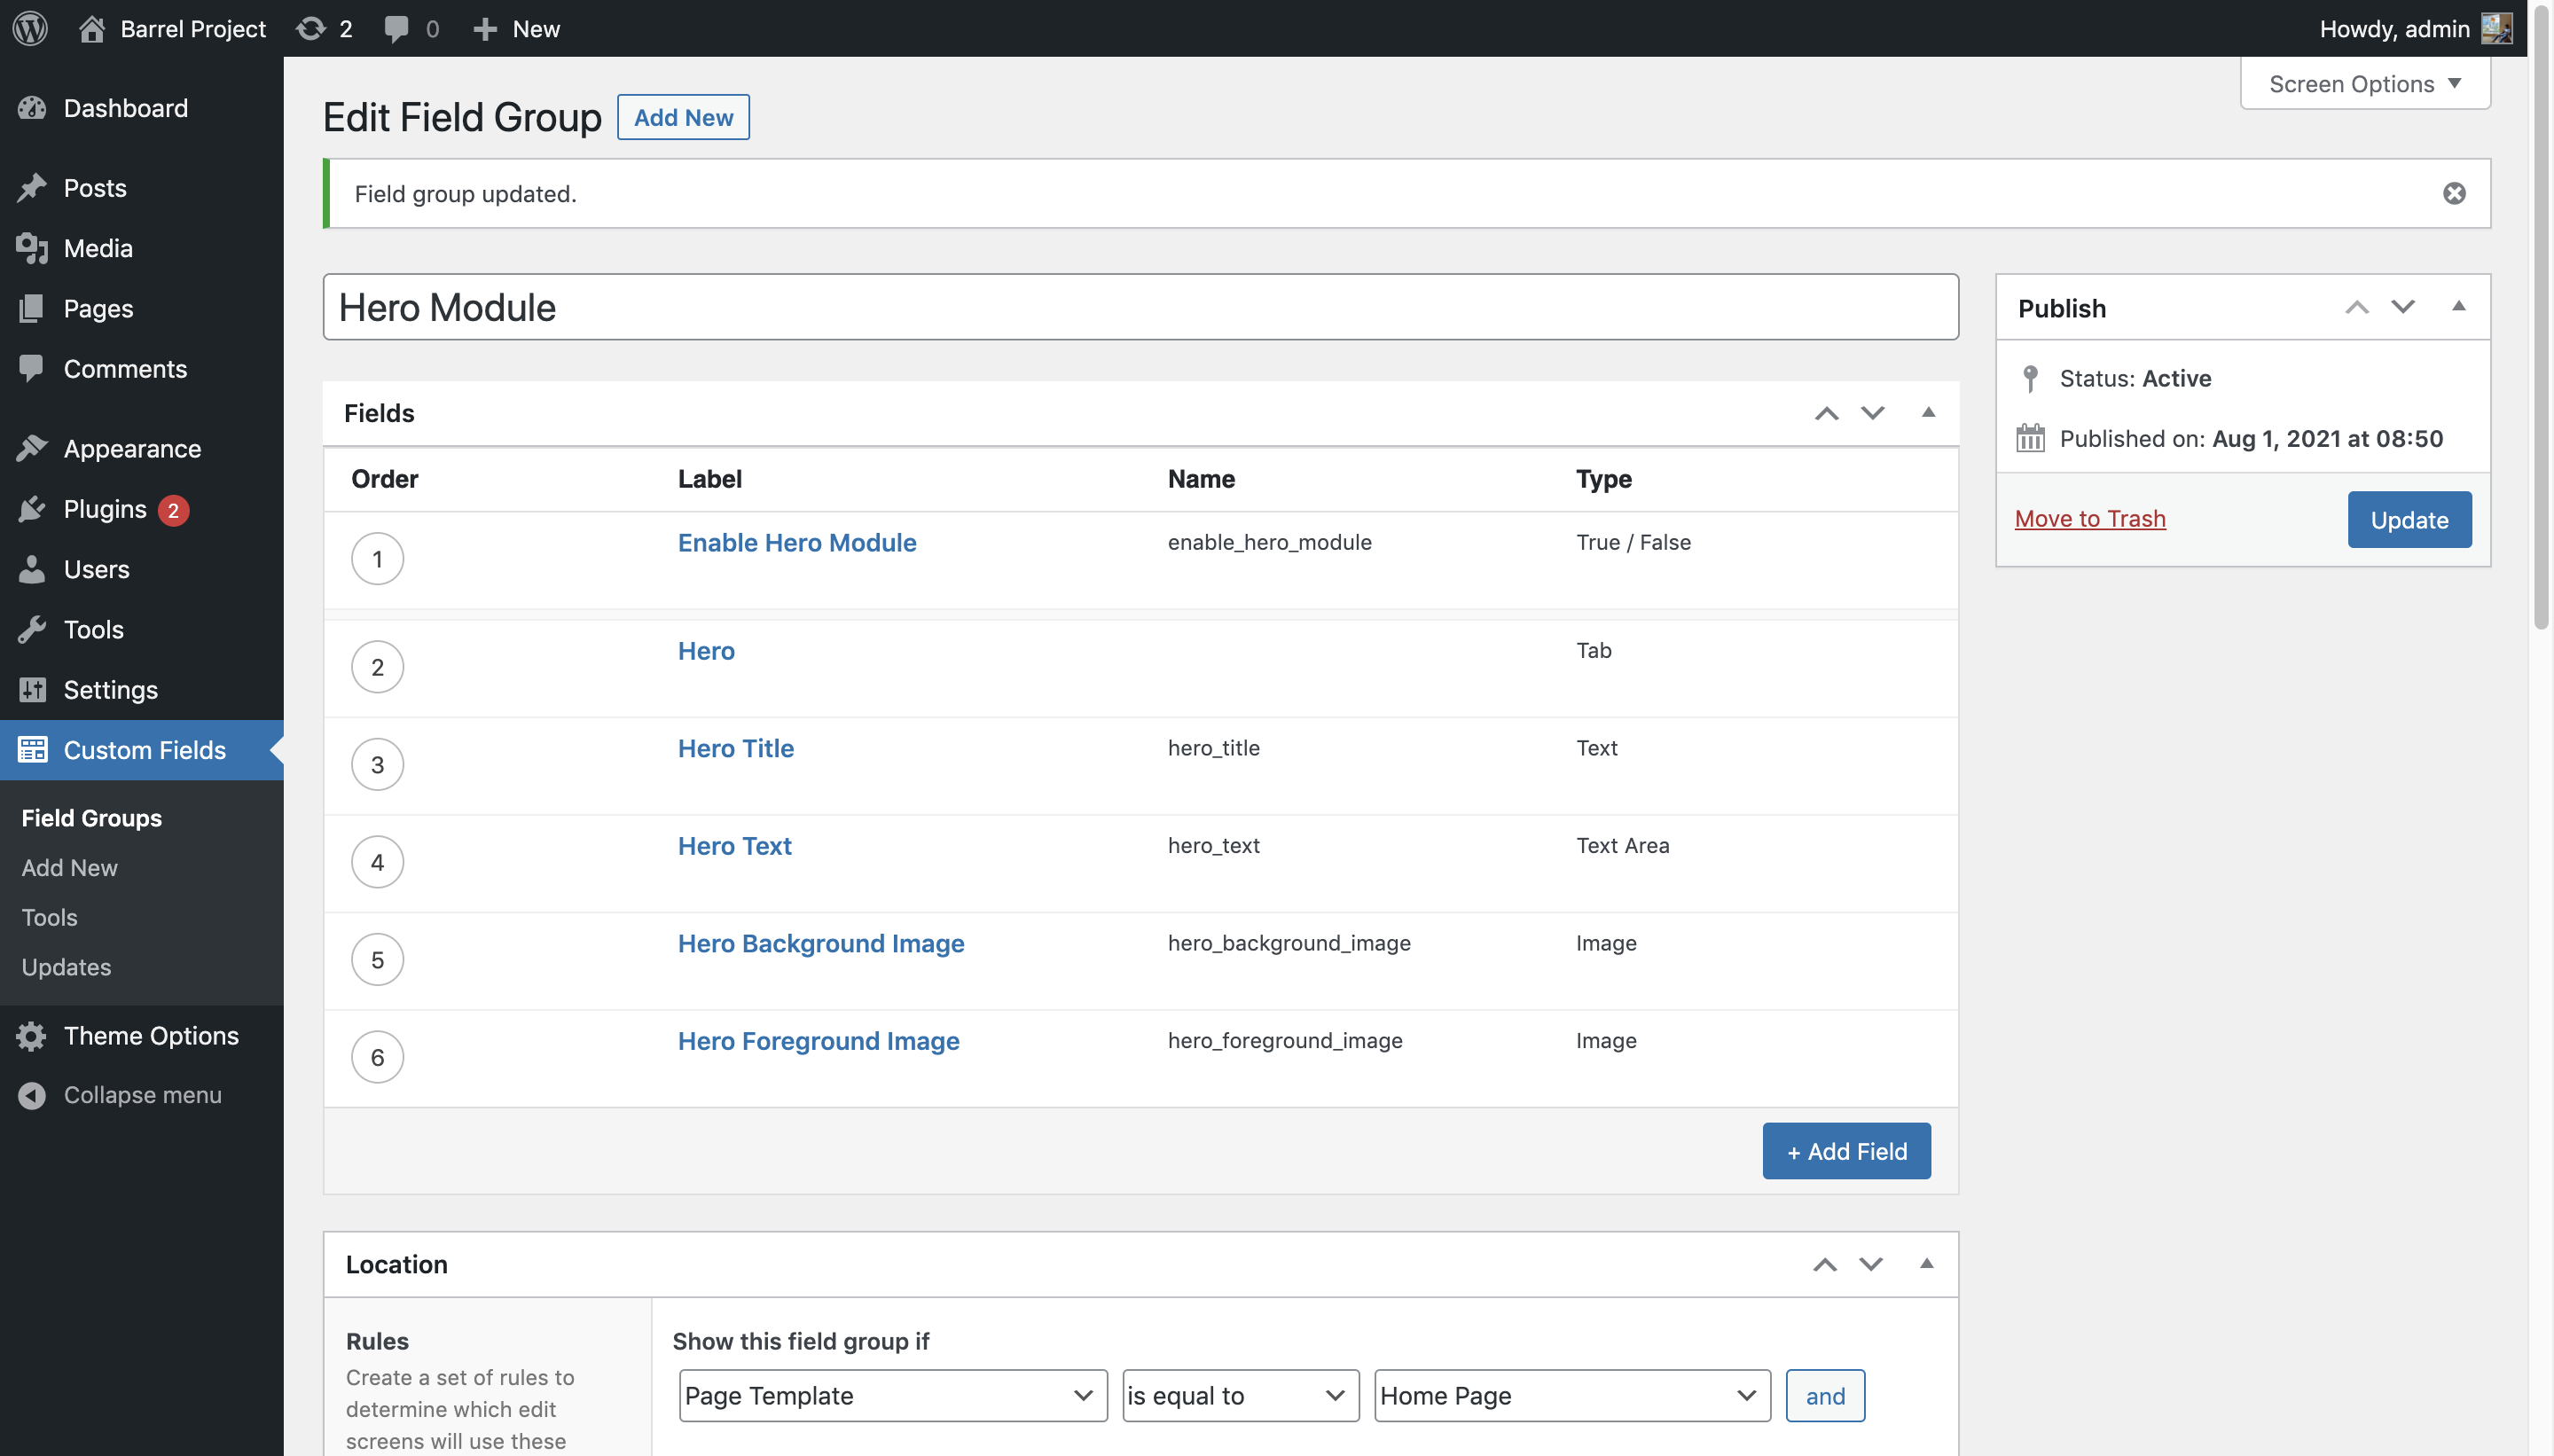 Barrel Project 2 0 New Howdy, admin
Screen Options
Dashboard
Posts
Media
Pages
Comments
Appearance
Plugins 2
Users
Tools
Settings
Custom Fields
Field Groups
Add New
Tools
Updates
Theme Options
Collapse menu
Edit Field Group Add New
Field group updated.
Hero Module
Fields
Order Label Name Type
1 Enable Hero Module enable_hero_module True / False
2 Hero Tab
3 Hero Title hero_title Text
4 Hero Text hero_text Text Area
5 Hero Background Image hero_background_image Image
6 Hero Foreground Image hero_foreground_image Image
+ Add Field
Location
Rules
Create a set of rules to
determine which edit
screens will use these
Show this field group if
Page Template is equal to Home Page and
Publish
Status: Active
Published on: Aug 1, 2021 at 08:50
Move to Trash Update